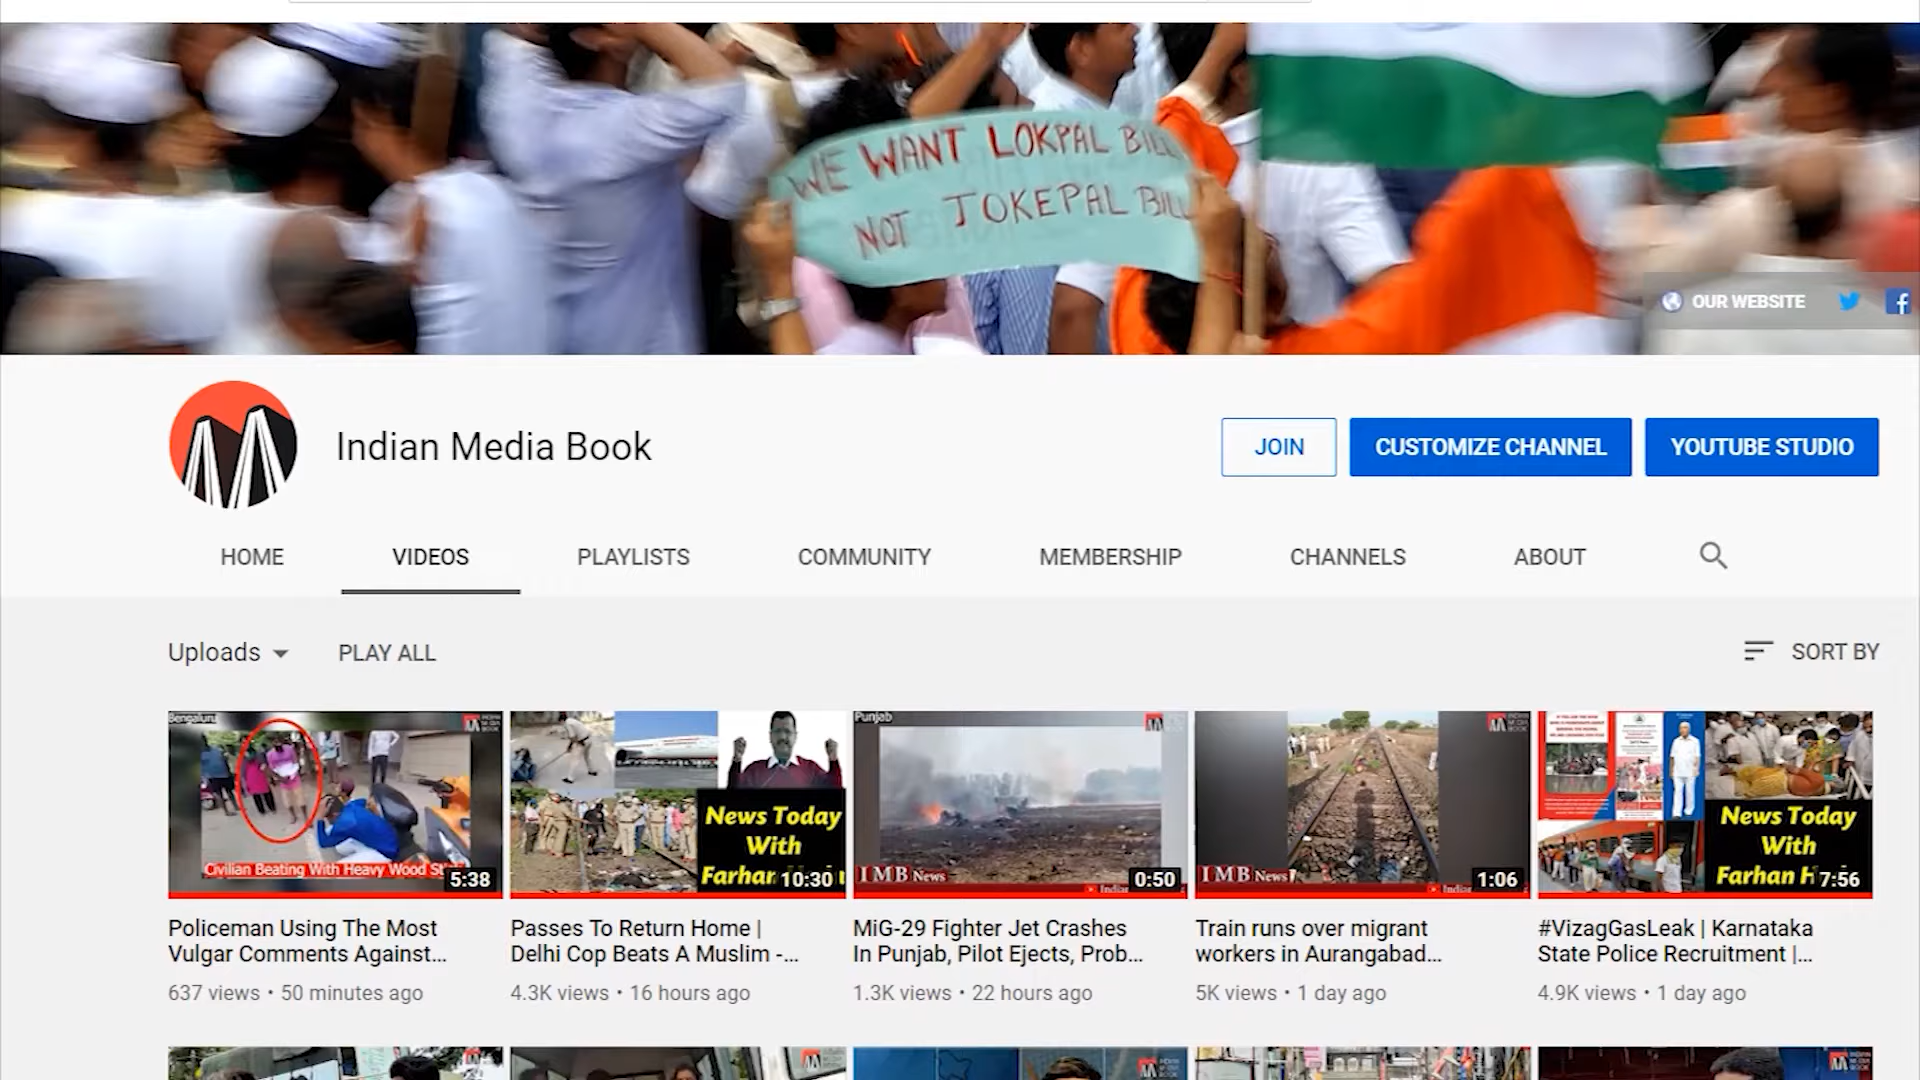 WE WANT LOKPAL BILL
NOT JOKEPAL BILL
OUR WEBSITE
Indian Media Book
JOIN
CUSTOMIZE CHANNEL
YOUTUBE STUDIO
HOME
VIDEOS
PLAYLISTS
COMMUNITY
MEMBERSHIP
CHANNELS
ABOUT
Uploads
PLAY ALL
SORT BY
Bengaluru
Civilian Beating With Heavy Wood
5:38
News Today
With
Farhan
10:30
Punjab
IMB News
0:50
IMB News
1:06
News Today
With
Farhan
7:56
Policeman Using The Most
Vulgar Comments Against...
637 views • 50 minutes ago
Passes To Return Home |
Delhi Cop Beats A Muslim -...
4.3K views • 16 hours ago
MiG-29 Fighter Jet Crashes
In Punjab, Pilot Ejects, Prob...
1.3K views • 22 hours ago
Train runs over migrant
workers in Aurangabad...
5K views • 1 day ago
#VizagGasLeak | Karnataka
State Police Recruitment |...
4.9K views • 1 day ago